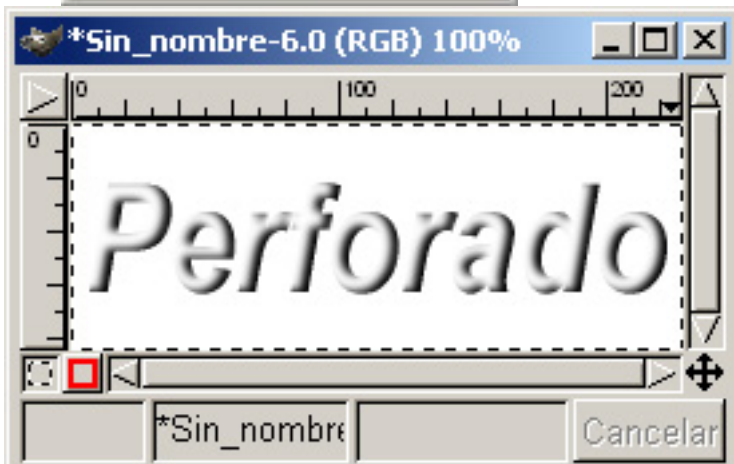 *Sin_nombre-6.0 (RGB) 100%
0 100 200
0
Perforado
*Sin_nombre
Cancelar